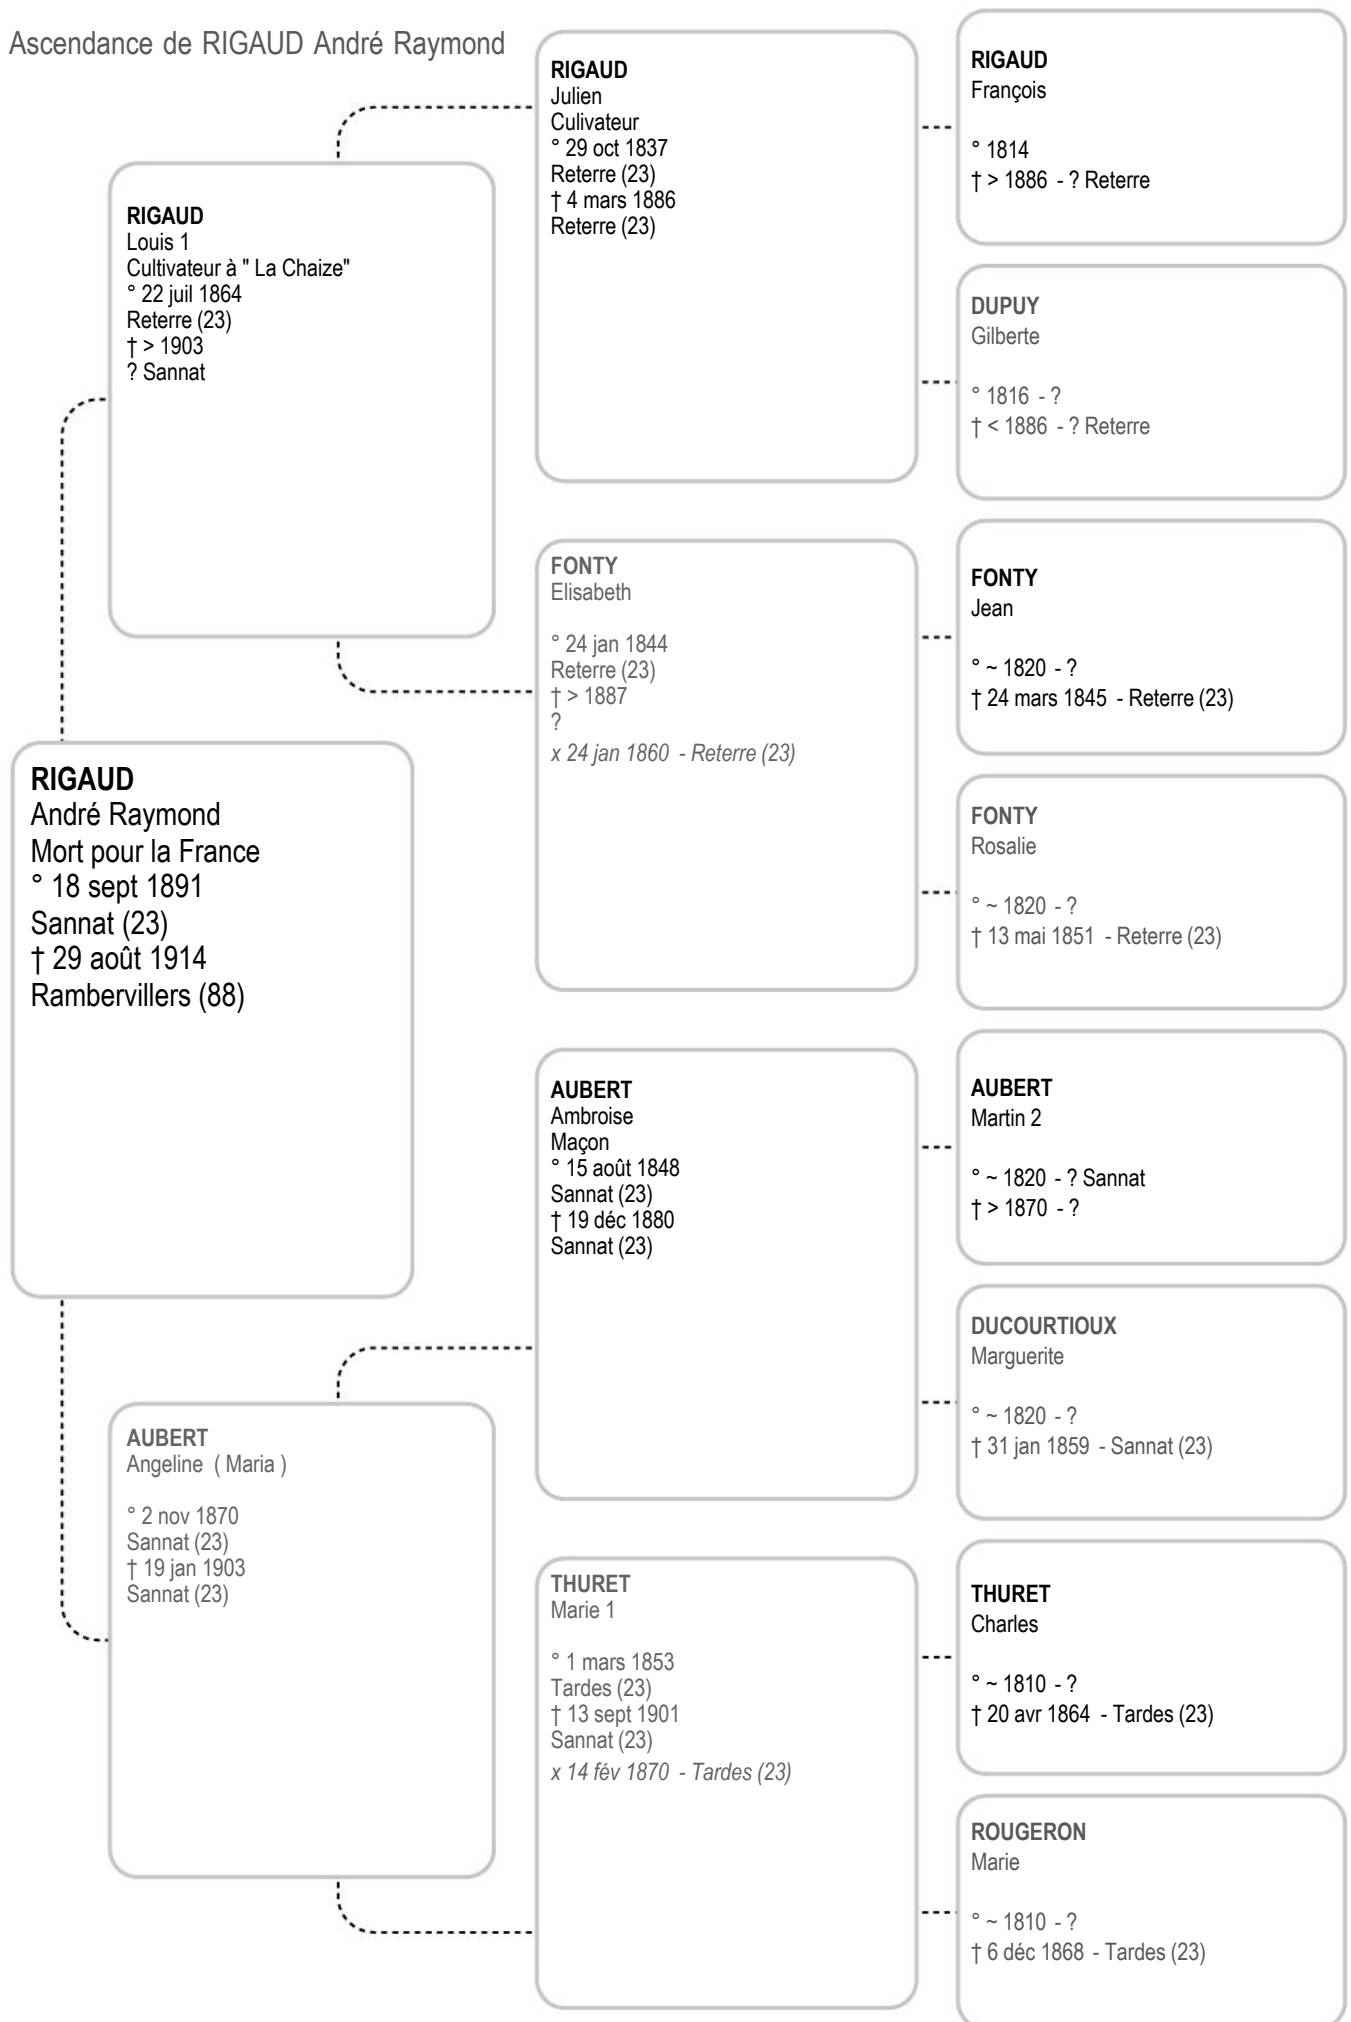 Ascendance de RIGAUD André Raymond
RIGAUD
André Raymond
Mort pour la France
° 18 sept 1891
Sannat (23)
† 29 août 1914
Rambervillers (88)
RIGAUD
Louis 1
Cultivateur à " La Chaize"
° 22 juil 1864
Reterre (23)
† > 1903
? Sannat
AUBERT
Angeline ( Maria )
° 2 nov 1870
Sannat (23)
† 19 jan 1903
Sannat (23)
RIGAUD
Julien
Culivateur
° 29 oct 1837
Reterre (23)
† 4 mars 1886
Reterre (23)
FONTY
Elisabeth
° 24 jan 1844
Reterre (23)
† > 1887
?
x 24 jan 1860 - Reterre (23)
AUBERT
Ambroise
Maçon
° 15 août 1848
Sannat (23)
† 19 déc 1880
Sannat (23)
THURET
Marie 1
° 1 mars 1853
Tardes (23)
† 13 sept 1901
Sannat (23)
x 14 fév 1870 - Tardes (23)
RIGAUD
François
° 1814
† > 1886 - ? Reterre
DUPUY
Gilberte
° 1816 - ?
† < 1886 - ? Reterre
FONTY
Jean
° ~ 1820 - ?
† 24 mars 1845 - Reterre (23)
FONTY
Rosalie
° ~ 1820 - ?
† 13 mai 1851 - Reterre (23)
AUBERT
Martin 2
° ~ 1820 - ? Sannat
† > 1870 - ?
DUCOURTIOUX
Marguerite
° ~ 1820 - ?
† 31 jan 1859 - Sannat (23)
THURET
Charles
° ~ 1810 - ?
† 20 avr 1864 - Tardes (23)
ROUGERON
Marie
° ~ 1810 - ?
† 6 déc 1868 - Tardes (23)